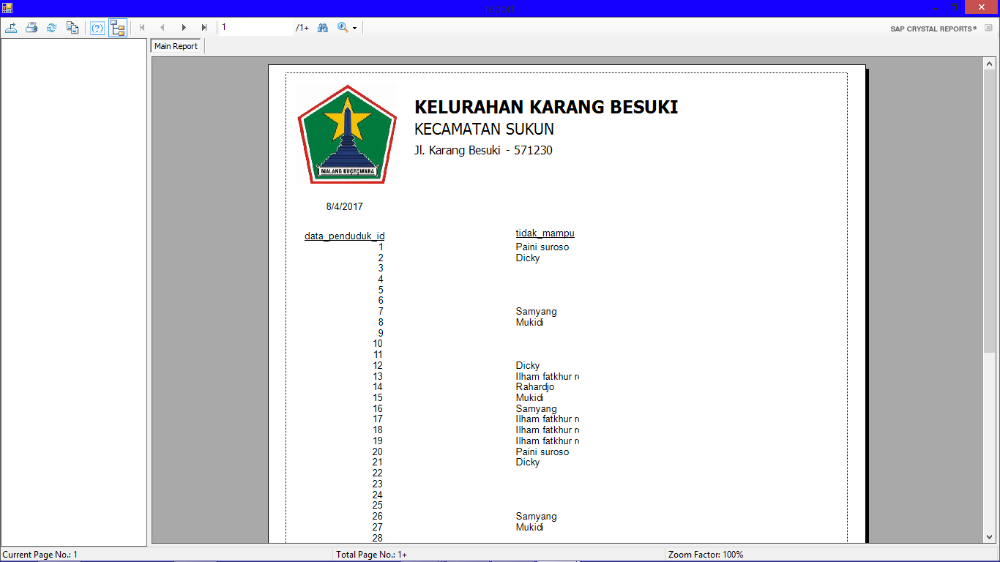 report
1 /1+ SAP CRYSTAL REPORTS®
Main Report
KELURAHAN KARANG BESUKI
KECAMATAN SUKUN
Jl. Karang Besuki - 571230
MALANG KUÇEÇWARA
8/4/2017
data_penduduk_id tidak_mampu
1 Paini suroso
2 Dicky
3
4
5
6
7 Samyang
8 Mukidi
9
10
11
12 Dicky
13 Ilham fatkhur
14 Rahardjo
15 Mukidi
16 Samyang
17 Ilham fatkhur
18 Ilham fatkhur
19 Ilham fatkhur
20 Paini suroso
21 Dicky
22
23
24
25
26 Samyang
27 Mukidi
28
Current Page No.: 1 Total Page No.: 1+ Zoom Factor: 100%